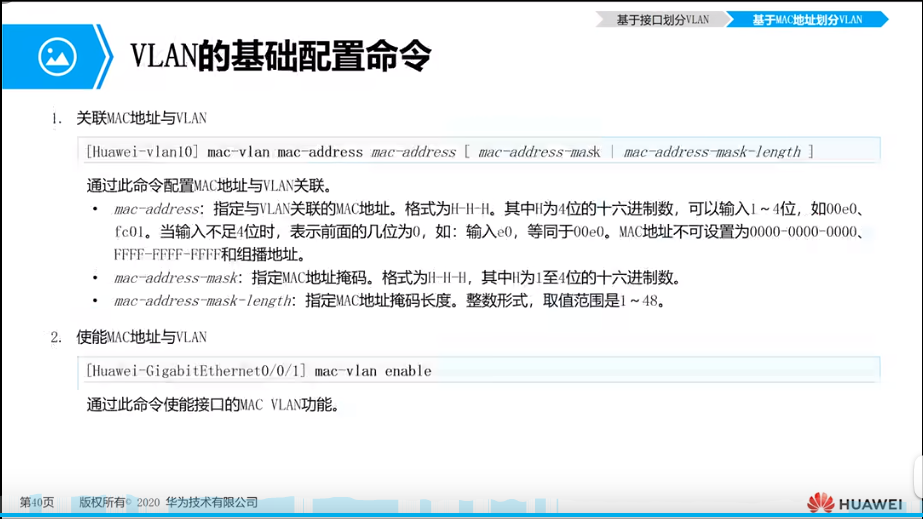 基于接口划分VLAN
基于MAC地址划分VLAN
VLAN的基础配置命令
1. 关联MAC地址与VLAN
[Huawei-vlan10] mac-vlan mac-address mac-address [ mac-address-mask | mac-address-mask-length ]
通过此命令配置MAC地址与VLAN关联。
• mac-address：指定与VLAN关联的MAC地址。格式为H-H-H。其中H为4位的十六进制数，可以输入1～4位，如00e0、
fc01。当输入不足4位时，表示前面的几位为0，如：输入e0，等同于00e0。MAC地址不可设置为0000-0000-0000、
FFFF-FFFF-FFFF和组播地址。
• mac-address-mask：指定MAC地址掩码。格式为H-H-H，其中H为1至4位的十六进制数。
• mac-address-mask-length：指定MAC地址掩码长度。整数形式，取值范围是1～48。
2. 使能MAC地址与VLAN
[Huawei-GigabitEthernet0/0/1] mac-vlan enable
通过此命令使能接口的MAC VLAN功能。
第40页 版权所有© 2020 华为技术有限公司
HUAWEI